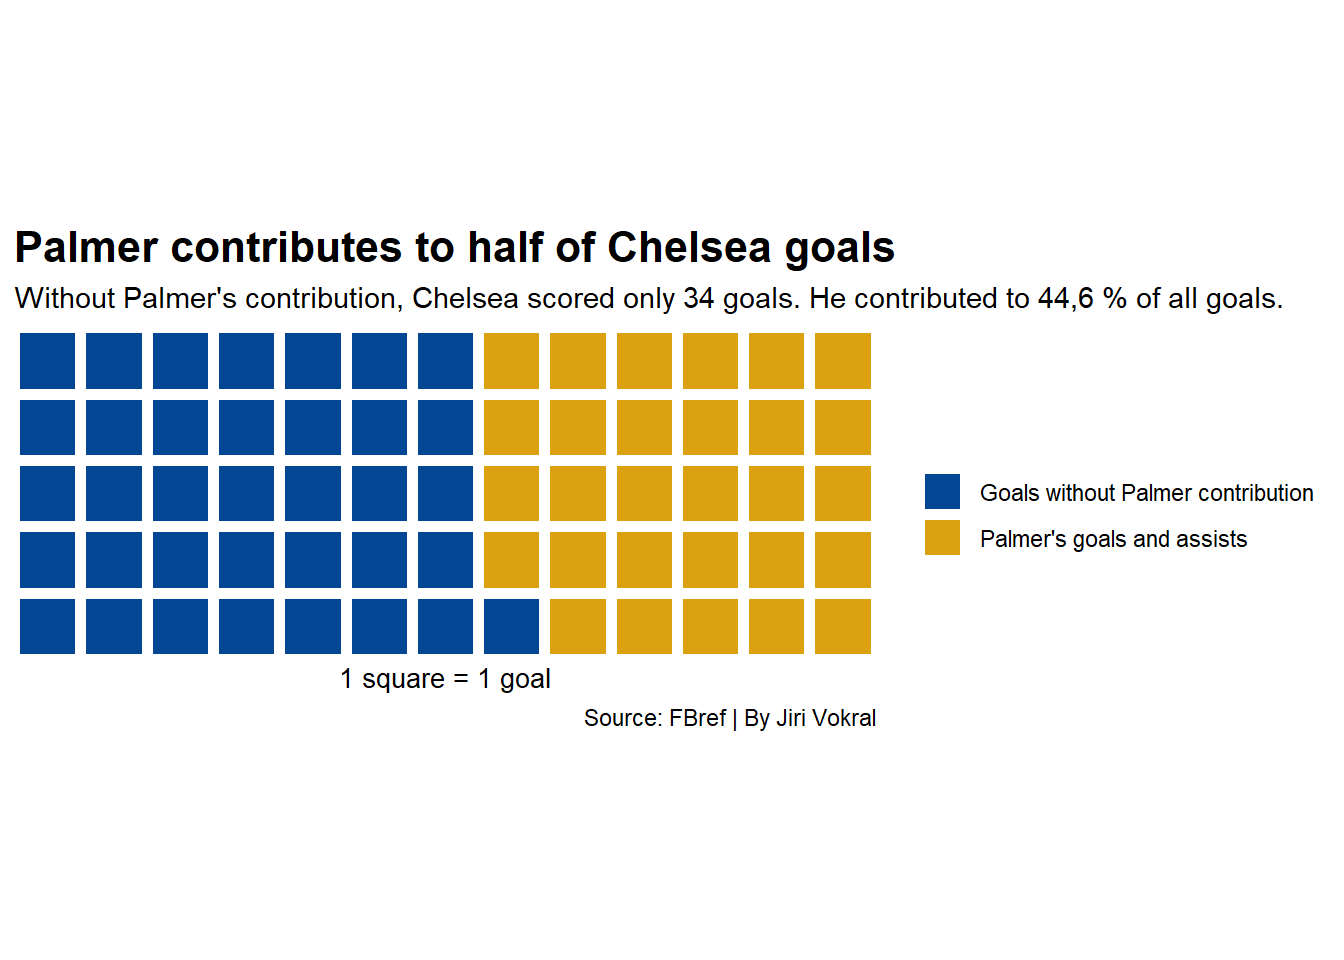 Palmer contributes to half of Chelsea goals
Without Palmer's contribution, Chelsea scored only 34 goals. He contributed to 44,6 % of all goals.
Goals without Palmer contribution
Palmer's goals and assists
1 square = 1 goal
Source: FBref | By Jiri Vokral